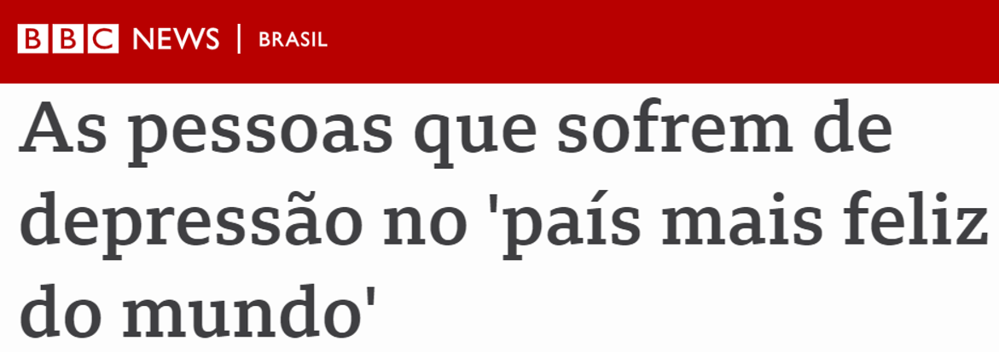 BBC NEWS | BRASIL
As pessoas que sofrem de
depressão no 'país mais feliz
do mundo'